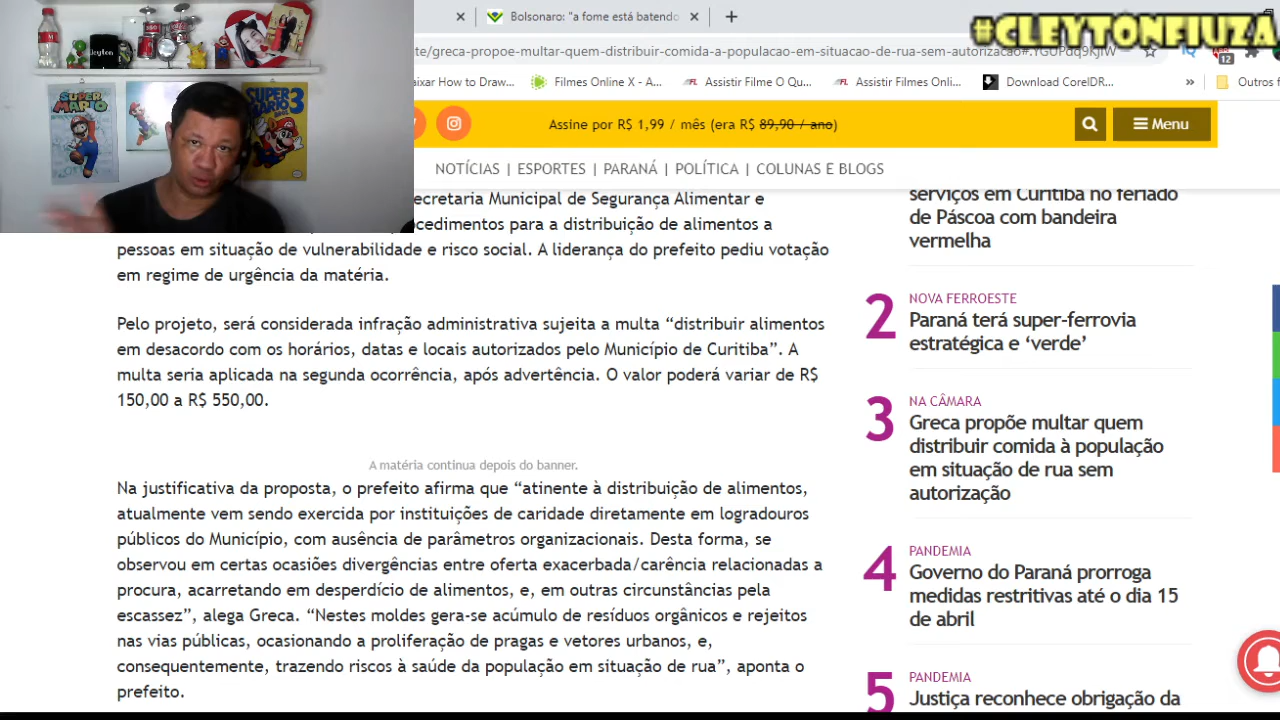 Bolsonaro: "a fome está batendo
#CLEYTONFIUZA
te/greca-propoe-multar-quem-distribuir-comida-a-populacao-em-situacao-de-rua-sem-autorizacao#.YGUPdq9KjIW
12
aixar How to Draw...
Filmes Online X - A...
Assistir Filme O Qu...
Assistir Filmes Onli...
Download CorelDR...
»
Outros f
Assine por R$ 1,99 / mês (era R$ 89,90 / ano)
Menu
NOTÍCIAS | ESPORTES | PARANÁ | POLÍTICA | COLUNAS E BLOGS
SUPER
MARIO
SUPER
MARIO
3
BROS.
Cleyton
ecretaria Municipal de Segurança Alimentar e
ocedimentos para a distribuição de alimentos a
pessoas em situação de vulnerabilidade e risco social. A liderança do prefeito pediu votação
em regime de urgência da matéria.
Pelo projeto, será considerada infração administrativa sujeita a multa “distribuir alimentos
em desacordo com os horários, datas e locais autorizados pelo Município de Curitiba”. A
multa seria aplicada na segunda ocorrência, após advertência. O valor poderá variar de R$
150,00 a R$ 550,00.
A matéria continua depois do banner.
Na justificativa da proposta, o prefeito afirma que “atinente à distribuição de alimentos,
atualmente vem sendo exercida por instituições de caridade diretamente em logradouros
públicos do Município, com ausência de parâmetros organizacionais. Desta forma, se
observou em certas ocasiões divergências entre oferta exacerbada/carência relacionadas a
procura, acarretando em desperdício de alimentos, e, em outras circunstâncias pela
escassez”, alega Greca. “Nestes moldes gera-se acúmulo de resíduos orgânicos e rejeitos
nas vias públicas, ocasionando a proliferação de pragas e vetores urbanos, e,
consequentemente, trazendo riscos à saúde da população em situação de rua”, aponta o
prefeito.
serviços em Curitiba no feriado
de Páscoa com bandeira
vermelha
2
NOVA FERROESTE
Paraná terá super-ferrovia
estratégica e ‘verde’
3
NA CÂMARA
Greca propõe multar quem
distribuir comida à população
em situação de rua sem
autorização
4
PANDEMIA
Governo do Paraná prorroga
medidas restritivas até o dia 15
de abril
5
PANDEMIA
Justiça reconhece obrigação da